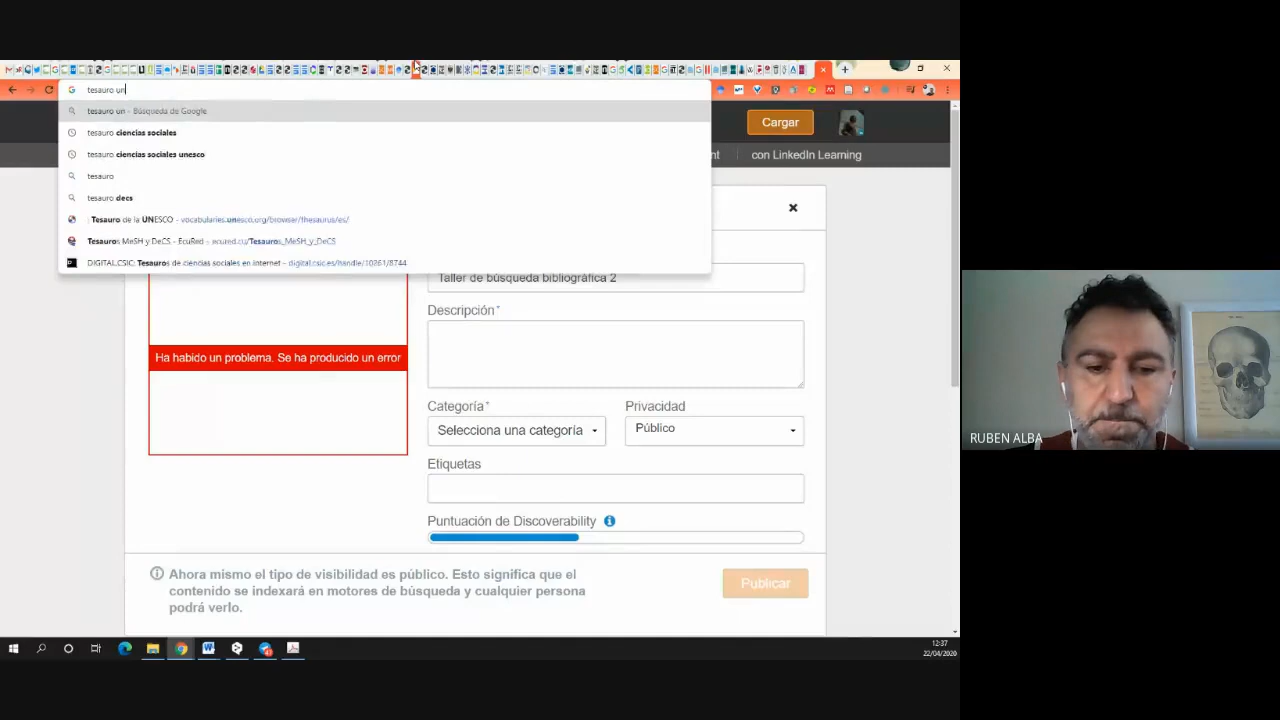 tesauro un
tesauro un - Búsqueda de Google
tesauro ciencias sociales
tesauro ciencias sociales unesco
tesauro
tesauro decs
Tesauro de la UNESCO - vocabularies.unesco.org/browser/thesaurus/es/
Tesauros MeSH y DeCS - EcuRed - ecured.cu/Tesauros_MeSH_y_DeCS
DIGITAL.CSIC: Tesauros de ciencias sociales en internet - digital.csic.es/handle/10261/8744
Cargar
nt
con LinkedIn Learning
Taller de búsqueda bibliográfica 2
Descripción*
Ha habido un problema. Se ha producido un error
Categoría*
Privacidad
Selecciona una categoría
Público
Etiquetas
Puntuación de Discoverability
Ahora mismo el tipo de visibilidad es público. Esto significa que el
contenido se indexará en motores de búsqueda y cualquier persona
podrá verlo.
Publicar
RUBEN ALBA
12:37
22/04/2020